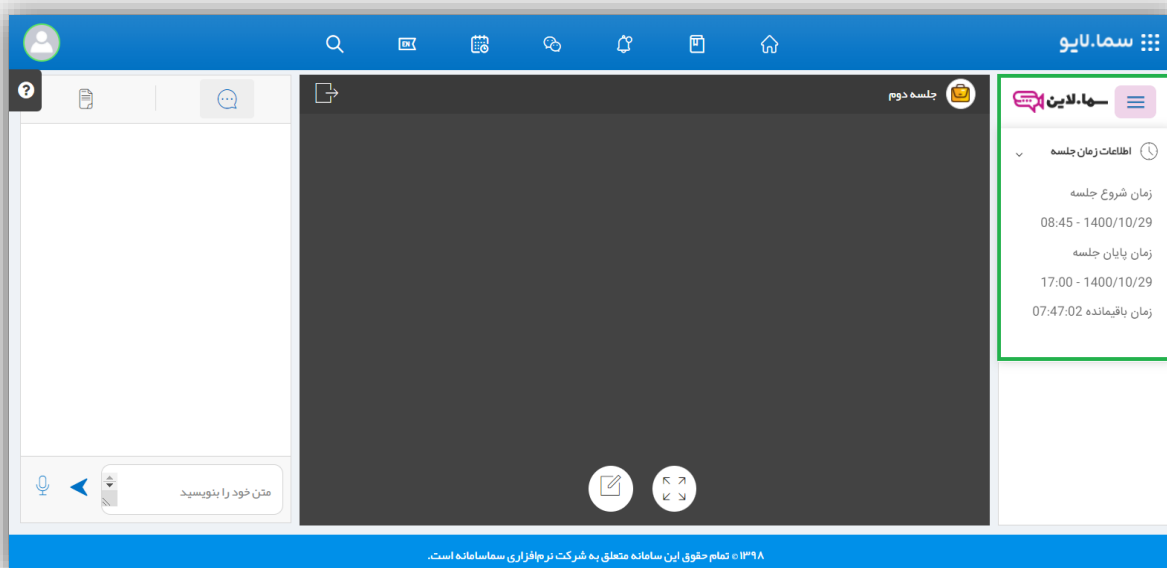 سما.لایو
EN
سما.لاین
جلسه دوم
?
اطلاعات زمان جلسه
زمان شروع جلسه
08:45 - 1400/10/29
زمان پایان جلسه
17:00 - 1400/10/29
زمان باقیمانده 07:47:02
متن خود را بنویسید
۱۳۹۸ © تمام حقوق این سامانه متعلق به شرکت نرم‌افزاری سماسامانه است.